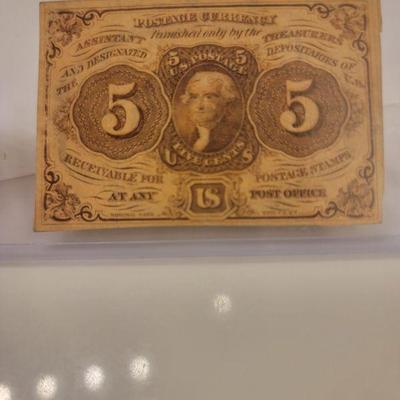 POSTAGE CURRENCY
Furnished only by the
ASSISTANT TREASURERS
AND DESIGNATED DEPOSITARIES OF
THE U.S.
5 5
U.S. POSTAGE
5 5
FIVE CENTS
U S
RECEIVABLE FOR POSTAGE STAMPS
AT ANY US POST OFFICE